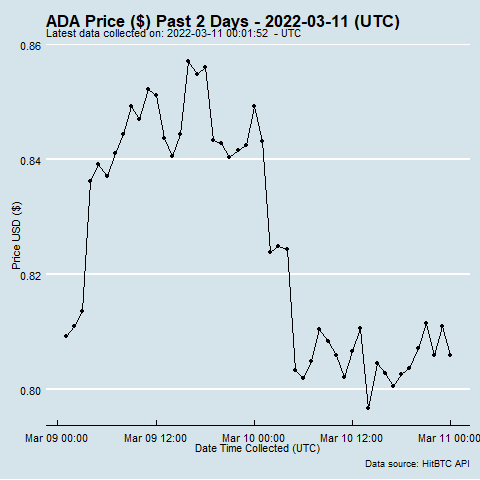 ADA Price ($) Past 2 Days - 2022-03-11 (UTC)
Latest data collected on: 2022-03-11 00:01:52 - UTC
0.86
0.84
0.82
0.80
Price USD ($)
Mar 09 00:00 Mar 09 12:00 Mar 10 00:00 Mar 10 12:00 Mar 11 00:00
Date Time Collected (UTC)
Data source: HitBTC API